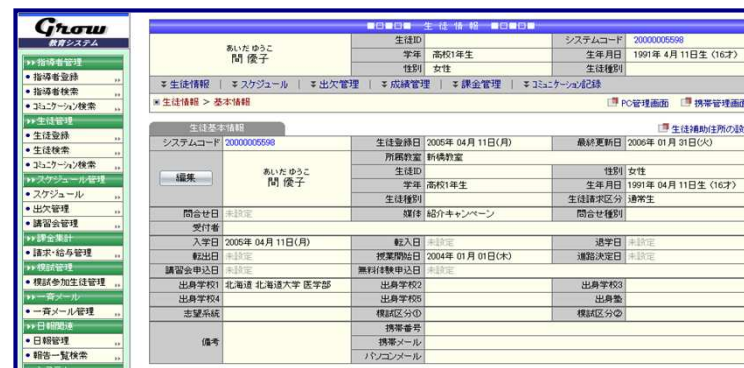 Grow
教育システム
▶▶指導者管理
●指導者登録
●指導者検索
●コミュニケーション検索
▶▶生徒管理
●生徒登録
●生徒検索
●コミュニケーション検索
▶▶スケジュール管理
●スケジュール
●出欠管理
●講習会管理
▶▶課金集計
●請求・給与管理
▶▶模試管理
●模試参加生徒管理
▶▶一斉メール
●一斉メール管理
▶▶日報関連
●日報管理
●報告一覧検索
■□■□■ 生 徒 情 報 ■□■□■
あいだ ゆうこ
間 優子
生徒ID システムコード 20000005598
学年 高校1年生 生年月日 1991年 4月 11日生 (16才)
性別 女性 生徒種別
生徒情報 | スケジュール | 出欠管理 | 成績管理 | 課金管理 | コミュニケーション記録
生徒情報 > 基本情報 PC管理画面 携帯管理画面
生徒基本情報 生徒補助住所の設
システムコード 20000005598 生徒登録日 2005年 04月 11日(月) 最終更新日 2006年 01月 31日(火)
編集
あいだ ゆうこ
間 優子
所属教室 新橋教室
生徒ID 性別 女性
学年 高校1年生 生年月日 1991年 04月 11日生 (16才)
生徒種別 生徒請求区分 通常生
問合せ日 未設定 媒体 紹介キャンペーン 問合せ種別
受付者
入学日 2005年 04月 11日(月) 転入日 未設定 退学日 未設定
転出日 未設定 授業開始日 2004年 01月 01日(木) 進路決定日 未設定
講習会申込日 未設定 無料体験申込日 未設定
出身学校1 北海道 北海道大学 医学部 出身学校2 出身学校3
出身学校4 出身学校5 出身塾
志望系統 模試区分① 模試区分②
備考 携帯番号
携帯メール
パソコンメール